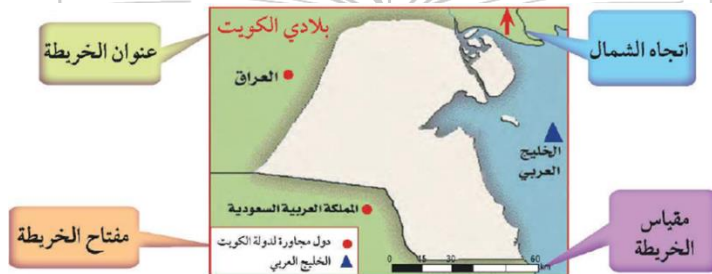 بلادي الكويت
عنوان الخريطة
اتجاه الشمال
العراق
الخليج
العربي
المملكة العربية السعودية
مفتاح الخريطة
دول مجاورة لدولة الكويت
الخليج العربي
مقياس
الخريطة
0 15 30 60
km